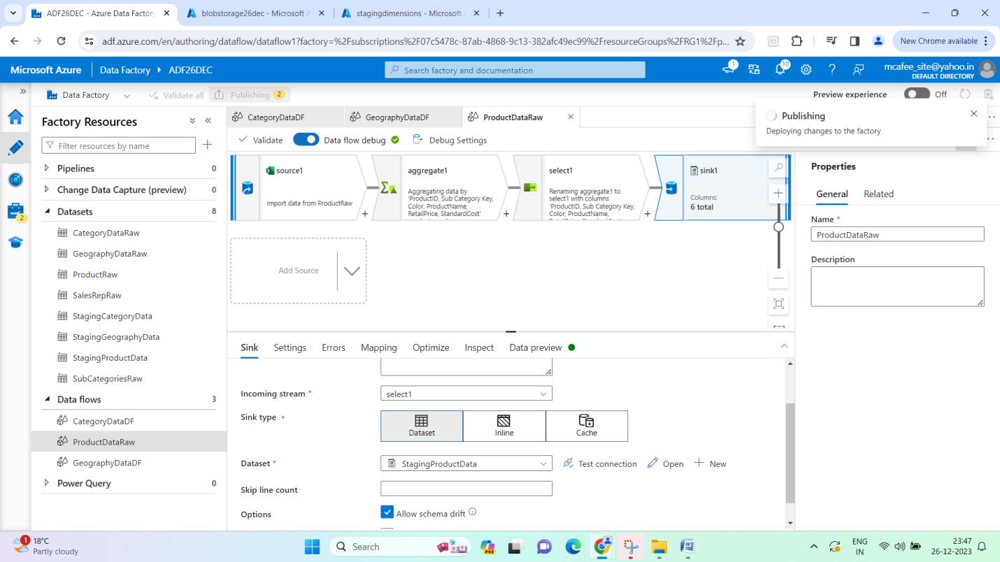 ADF26DEC - Azure Data Factory
blobstorage26dec - Microsoft A
stagingdimensions - Microsoft
adf.azure.com/en/authoring/dataflow/dataflow1?factory=%2Fsubscriptions%2F07c5478c-87ab-4868-9c13-382afc49ec99%2FresourceGroups%2FRG1%2Fp...
New Chrome available
Microsoft Azure
Data Factory
ADF26DEC
Search factory and documentation
1
10
mcafee_site@yahoo.in
DEFAULT DIRECTORY
Data Factory
Validate all
Publishing 2
Preview experience
Off
Publishing
Deploying changes to the factory
Factory Resources
Filter resources by name
Pipelines 0
Change Data Capture (preview) 0
Datasets 8
CategoryDataRaw
GeographyDataRaw
ProductRaw
SalesRepRaw
StagingCategoryData
StagingGeographyData
StagingProductData
SubCategoriesRaw
Data flows 3
CategoryDataDF
ProductDataRaw
GeographyDataDF
Power Query 0
2
CategoryDataDF
GeographyDataDF
ProductDataRaw
Validate
Data flow debug
Debug Settings
source1
Import data from ProductRaw
aggregate1
Aggregating data by
'ProductID, Sub Category Key,
Color, ProductName,
RetailPrice, StandardCost'
select1
Renaming aggregate1 to
select1 with columns
'ProductID, Sub Category Key,
Color, ProductName,
sink1
Columns:
6 total
Add Source
Properties
General
Related
Name *
ProductDataRaw
Description
Sink
Settings
Errors
Mapping
Optimize
Inspect
Data preview
Incoming stream *
select1
Sink type *
Dataset
Inline
Cache
Dataset *
StagingProductData
Test connection
Open
New
Skip line count
Options
Allow schema drift
1
18°C
Partly cloudy
Search
PRE
ENG
IN
23:47
26-12-2023